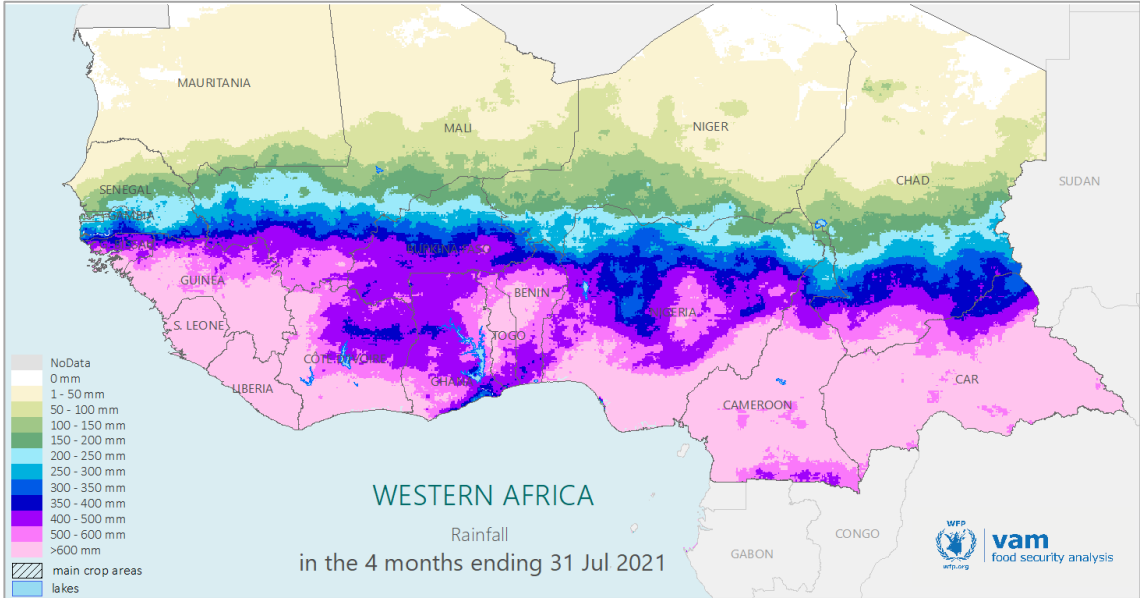 MAURITANIA
MALI
NIGER
CHAD
SUDAN
SENEGAL
GAMBIA
BURKINA FASO
GUINEA
BENIN
NIGERIA
S. LEONE
TOGO
CÔTE D'IVOIRE
GHANA
LIBERIA
CAR
CAMEROON
GABON
CONGO
NoData
0 mm
1 - 50 mm
50 - 100 mm
100 - 150 mm
150 - 200 mm
200 - 250 mm
250 - 300 mm
300 - 350 mm
350 - 400 mm
400 - 500 mm
500 - 600 mm
>600 mm
main crop areas
lakes
WESTERN AFRICA
Rainfall
in the 4 months ending 31 Jul 2021
WFP
wfp.org
vam
food security analysis